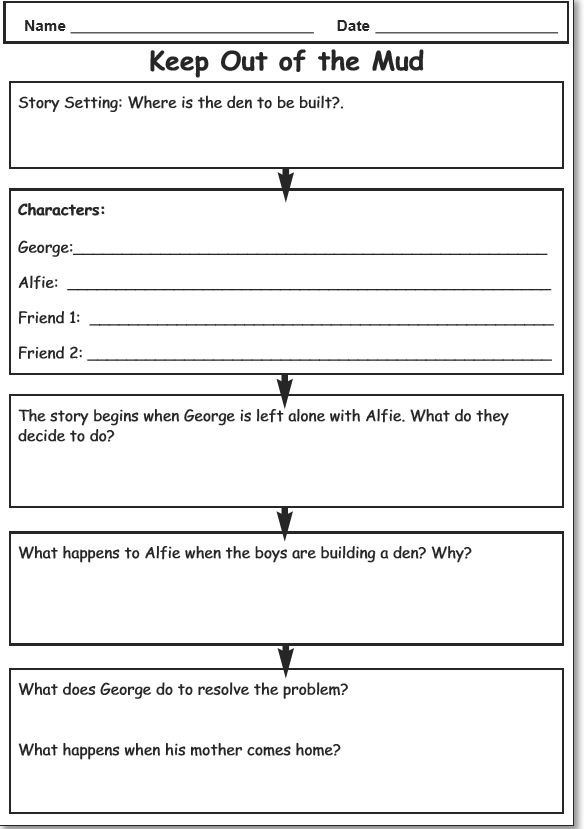 Name ______________________________ Date ______________________
Keep Out of the Mud
Story Setting: Where is the den to be built?.
Characters:
George:______________________________________________
Alfie: ______________________________________________
Friend 1: ______________________________________________
Friend 2: ______________________________________________
The story begins when George is left alone with Alfie. What do they
decide to do?
What happens to Alfie when the boys are building a den? Why?
What does George do to resolve the problem?
What happens when his mother comes home?